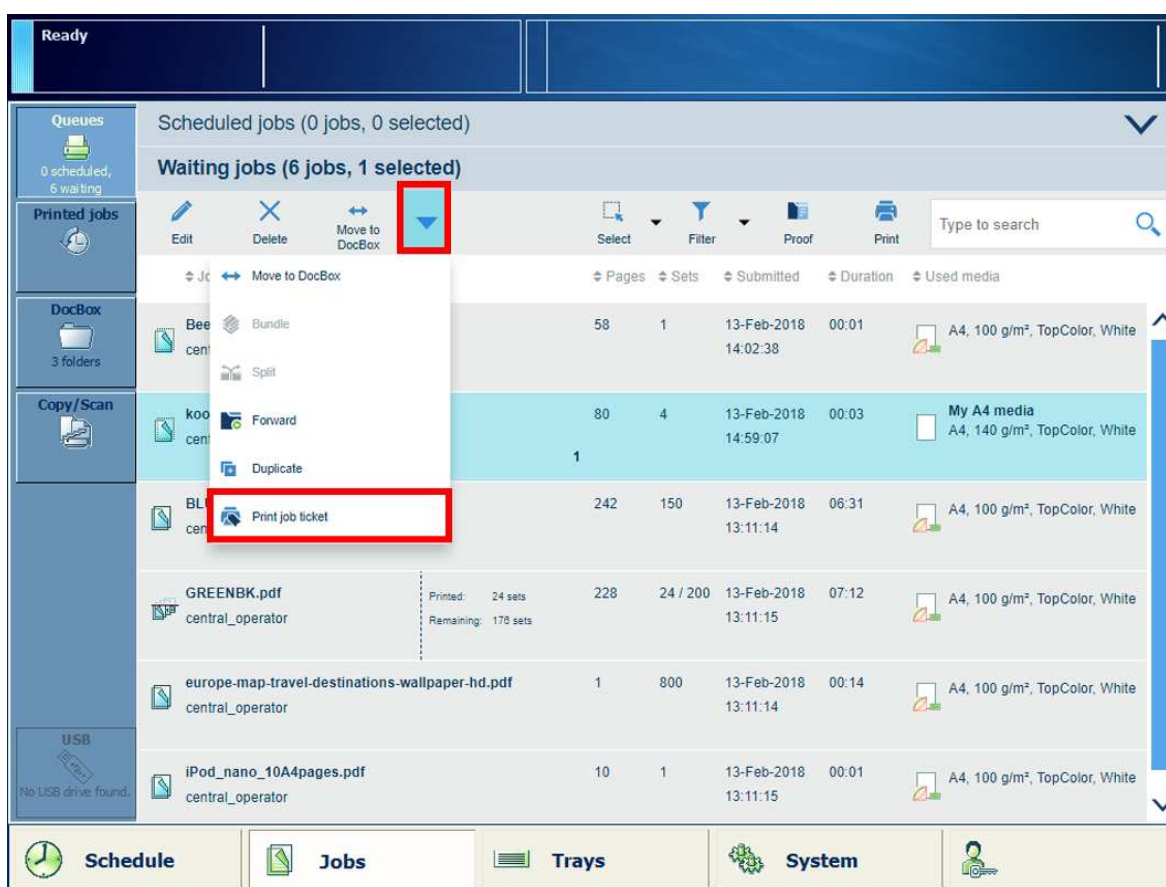 Ready
Queues
0 scheduled,
6 waiting
Printed jobs
DocBox
3 folders
Copy/Scan
USB
No USB drive found.
Scheduled jobs (0 jobs, 0 selected)
Waiting jobs (6 jobs, 1 selected)
Edit
Delete
Move to
DocBox
Select
Filter
Proof
Print
Type to search
Jo
Pages
Sets
Submitted
Duration
Used media
Move to DocBox
Bundle
Split
Forward
Duplicate
Print job ticket
Bee
cent
58
1
13-Feb-2018
14:02:38
00:01
A4, 100 g/m², TopColor, White
koo
cent
1
80
4
13-Feb-2018
14:59:07
00:03
My A4 media
A4, 140 g/m², TopColor, White
BLU
cen
242
150
13-Feb-2018
13:11:14
06:31
A4, 100 g/m², TopColor, White
GREENBK.pdf
central_operator
Printed: 24 sets
Remaining: 176 sets
228
24 / 200
13-Feb-2018
13:11:15
07:12
A4, 100 g/m², TopColor, White
europe-map-travel-destinations-wallpaper-hd.pdf
central_operator
1
800
13-Feb-2018
13:11:14
00:14
A4, 100 g/m², TopColor, White
iPod_nano_10A4pages.pdf
central_operator
10
1
13-Feb-2018
13:11:15
00:01
A4, 100 g/m², TopColor, White
Schedule
Jobs
Trays
System